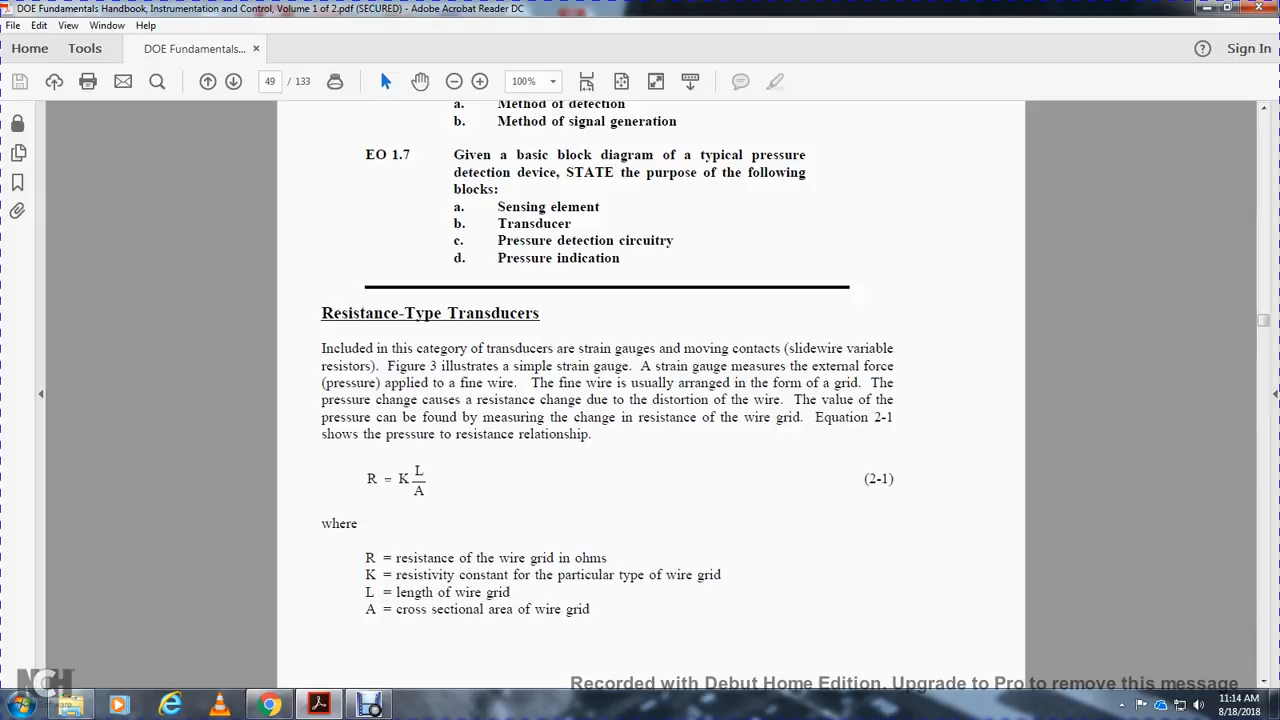 DOE Fundamentals Handbook, Instrumentation and Control, Volume 1 of 2.pdf (SECURED) - Adobe Acrobat Reader DC
File Edit View Window Help
Home Tools DOE Fundamentals... × Sign In
49 / 133 100%
a. Method of detection
b. Method of signal generation
EO 1.7 Given a basic block diagram of a typical pressure
detection device, STATE the purpose of the following
blocks:
a. Sensing element
b. Transducer
c. Pressure detection circuitry
d. Pressure indication
Resistance-Type Transducers
Included in this category of transducers are strain gauges and moving contacts (slidewire variable
resistors). Figure 3 illustrates a simple strain gauge. A strain gauge measures the external force
(pressure) applied to a fine wire. The fine wire is usually arranged in the form of a grid. The
pressure change causes a resistance change due to the distortion of the wire. The value of the
pressure can be found by measuring the change in resistance of the wire grid. Equation 2-1
shows the pressure to resistance relationship.
R = K L/A (2-1)
where
R = resistance of the wire grid in ohms
K = resistivity constant for the particular type of wire grid
L = length of wire grid
A = cross sectional area of wire grid
NCH
Software
Recorded with Debut Home Edition. Upgrade to Pro to remove this message
11:14 AM
8/18/2018